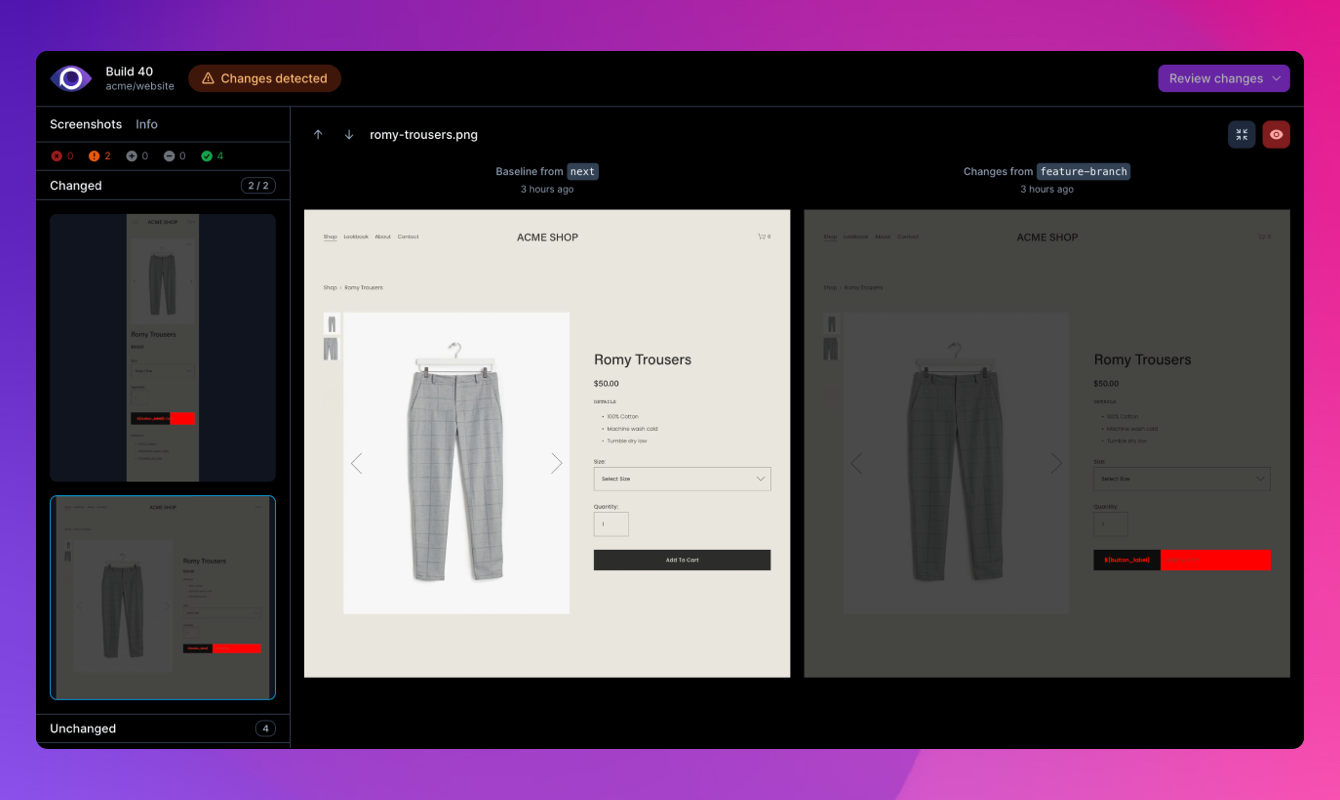 Build 40
acme/website
Changes detected
Review changes
Screenshots Info
0 2 0 0 4
Changed 2 / 2
ACME SHOP
Romy Trousers
ACME SHOP
Romy Trousers
Unchanged 4
romy-trousers.png
Baseline from next
3 hours ago
Shop Lookbook About Contact ACME SHOP 0
Shop › Romy Trousers
Romy Trousers
$50.00
DETAILS
• 100% Cotton
• Machine wash cold
• Tumble dry low
Size:
Select Size
Quantity:
1
Add To Cart
Changes from feature-branch
3 hours ago
Shop Lookbook About Contact ACME SHOP 0
Shop › Romy Trousers
Romy Trousers
$50.00
DETAILS
• 100% Cotton
• Machine wash cold
• Tumble dry low
Size:
Select Size
Quantity:
1
${button_label}